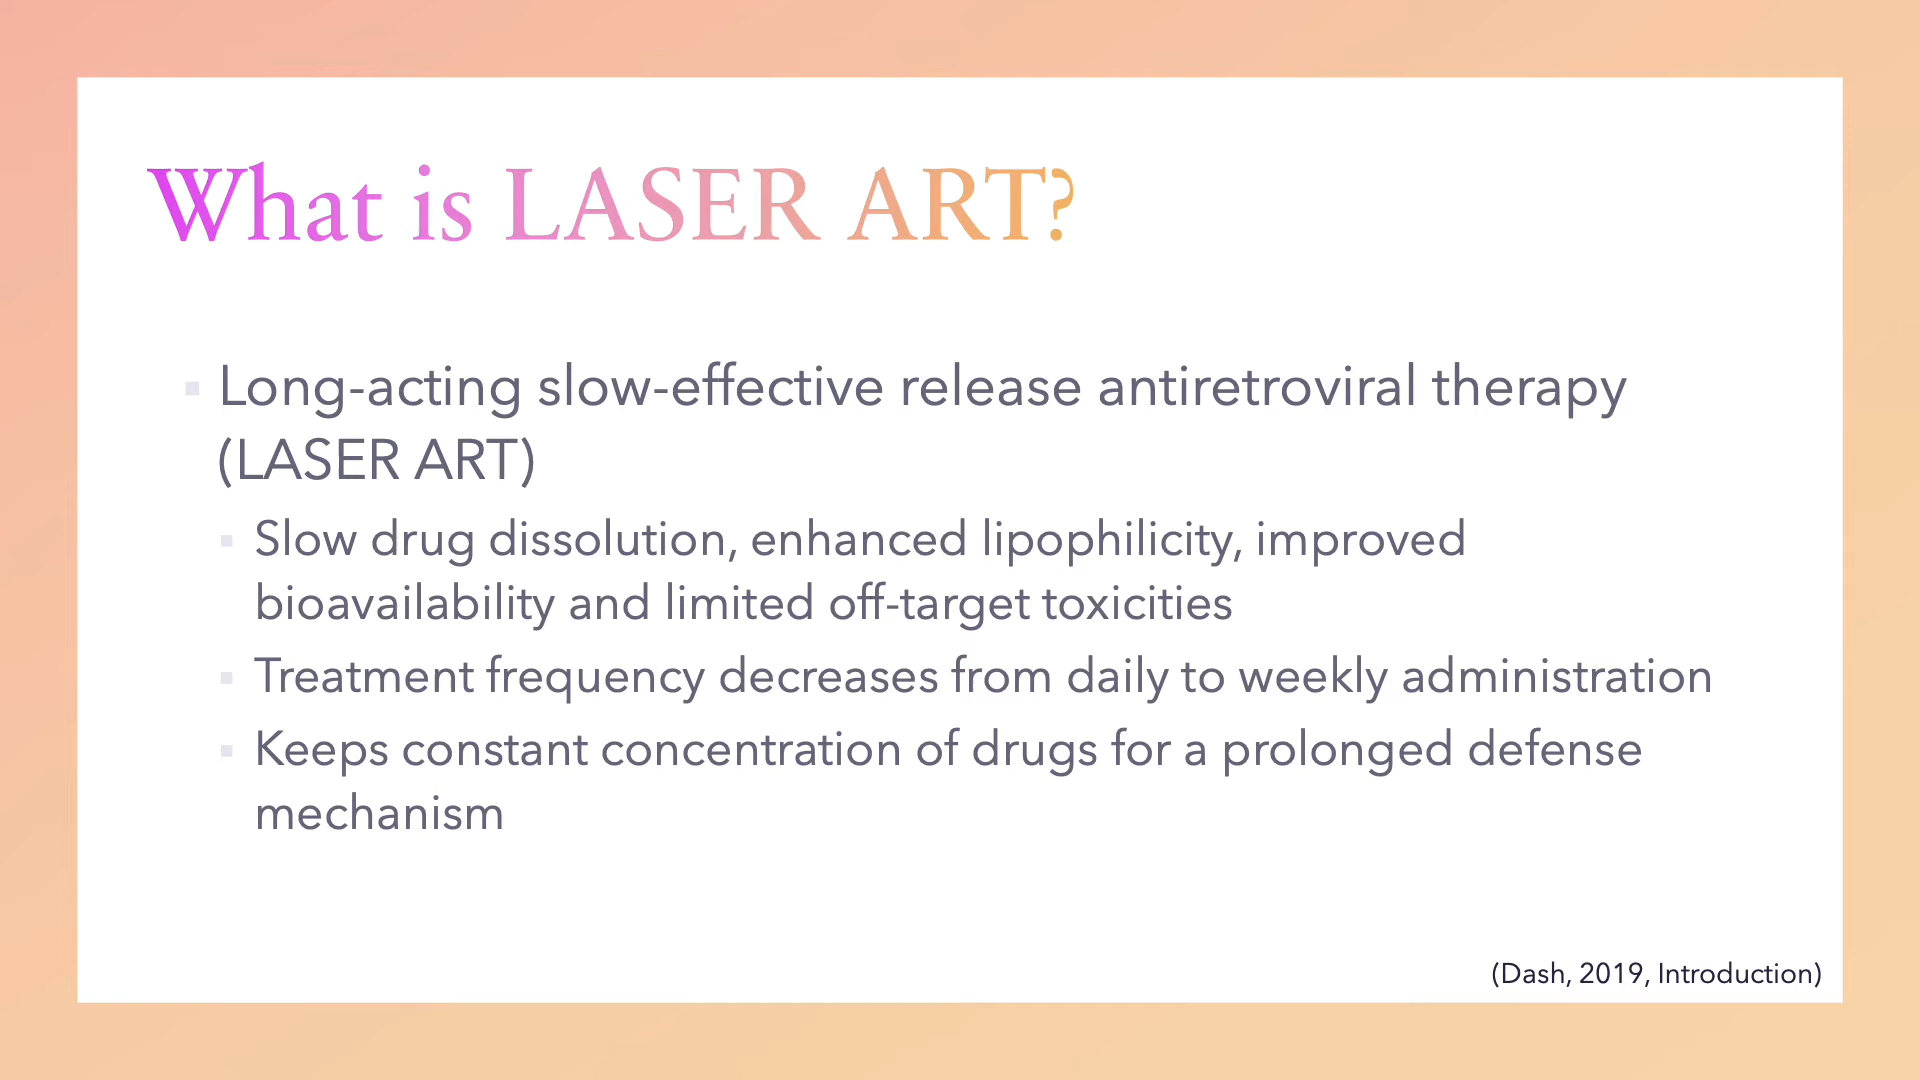 What is LASER ART?
▪ Long-acting slow-effective release antiretroviral therapy
(LASER ART)
▪ Slow drug dissolution, enhanced lipophilicity, improved
bioavailability and limited off-target toxicities
▪ Treatment frequency decreases from daily to weekly administration
▪ Keeps constant concentration of drugs for a prolonged defense
mechanism
(Dash, 2019, Introduction)